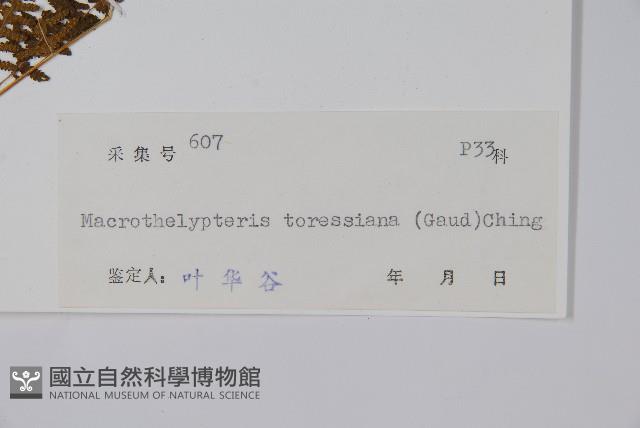 采集号 607 P33科
Macrothelypteris toressiana (Gaud)Ching
鉴定人: 叶华谷 年 月 日
國立自然科學博物館
NATIONAL MUSEUM OF NATURAL SCIENCE